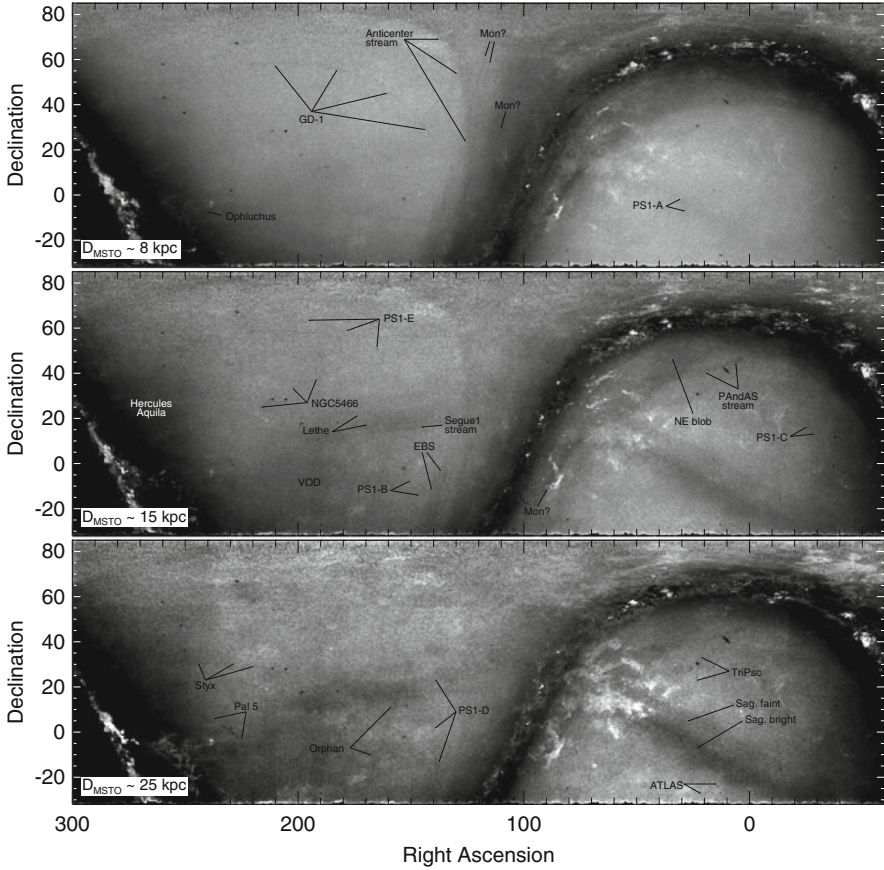 80
60
40
20
0
-20
Declination
Anticenter
stream
Mon?
Mon?
GD-1
Ophiuchus
PS1-A
D_MSTO ~ 8 kpc
80
60
40
20
0
-20
Declination
PS1-E
Hercules
Aquila
NGC5466
Lethe
Segue1
stream
EBS
VOD
PS1-B
Mon?
PAndAS
stream
NE blob
PS1-C
D_MSTO ~ 15 kpc
80
60
40
20
0
-20
Declination
Styx
Pal 5
Orphan
PS1-D
TriPsc
Sag. faint
Sag. bright
ATLAS
D_MSTO ~ 25 kpc
300
200
100
0
Right Ascension